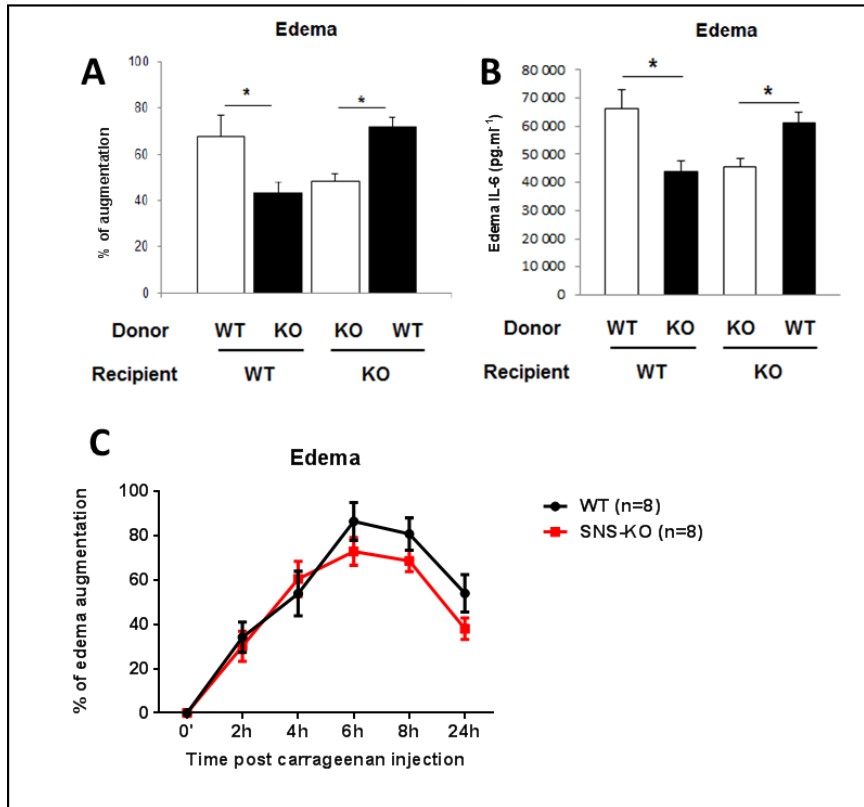 A
Edema
% of augmentation
100
80
60
40
20
0
*
*
Donor WT KO KO WT
Recipient WT KO
B
Edema
Edema IL-6 (pg.ml-1)
80 000
70 000
60 000
50 000
40 000
30 000
20 000
10 000
0
*
*
Donor WT KO KO WT
Recipient WT KO
C
Edema
% of edema augmentation
100
80
60
40
20
0
0' 2h 4h 6h 8h 24h
Time post carrageenan injection
WT (n=8)
SNS-KO (n=8)